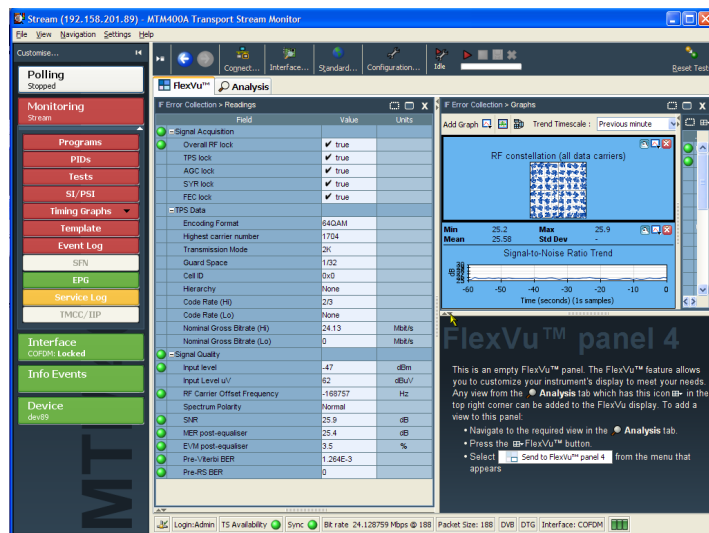 Stream (192.158.201.89) - MTM400A Transport Stream Monitor
File View Navigation Settings Help
Customise...
Polling
Stopped
Monitoring
Stream
Programs
PIDs
Tests
SI/PSI
Timing Graphs
Template
Event Log
SFN
EPG
Service Log
TMCC/IIP
Interface
COFDM: Locked
Info Events
Device
dev89
Connect... Interface... Standard... Configuration... Idle Reset Test
FlexVu™ Analysis
IF Error Collection > Readings
Field Value Units
Signal Acquisition
Overall RF lock true
TPS lock true
AGC lock true
SYR lock true
FEC lock true
TPS Data
Encoding Format 64QAM
Highest carrier number 1704
Transmission Mode 2K
Guard Space 1/32
Cell ID 0x0
Hierarchy None
Code Rate (Hi) 2/3
Code Rate (Lo) None
Nominal Gross Bitrate (Hi) 24.13 Mbit/s
Nominal Gross Bitrate (Lo) 0 Mbit/s
Signal Quality
Input level -47 dBm
Input Level uV 62 dBuV
RF Carrier Offset Frequency -168757 Hz
Spectrum Polarity Normal
SNR 25.9 dB
MER post-equaliser 25.4 dB
EVM post-equaliser 3.5 %
Pre-Viterbi BER 1.264E-3
Pre-RS BER 0
IF Error Collection > Graphs
Add Graph Trend Timescale : Previous minute
RF constellation (all data carriers)
Min 25.2 Max 25.9
Mean 25.58 Std Dev -
Signal-to-Noise Ratio Trend
dB
-60 -50 -40 -30 -20 -10 0
Time (seconds) (1s samples)
FlexVu™ panel 4
This is an empty FlexVu™ panel. The FlexVu™ feature allows
you to customize your instrument's display to meet your needs.
Any view from the Analysis tab which has this icon in the
top right corner can be added to the FlexVu display. To add a
view to this panel:
• Navigate to the required view in the Analysis tab.
• Press the FlexVu™ button.
• Select Send to FlexVu™ panel 4 from the menu that
appears
Login:Admin TS Availability Sync Bit rate 24.128759 Mbps @ 188 Packet Size: 188 DVB DTG Interface: COFDM